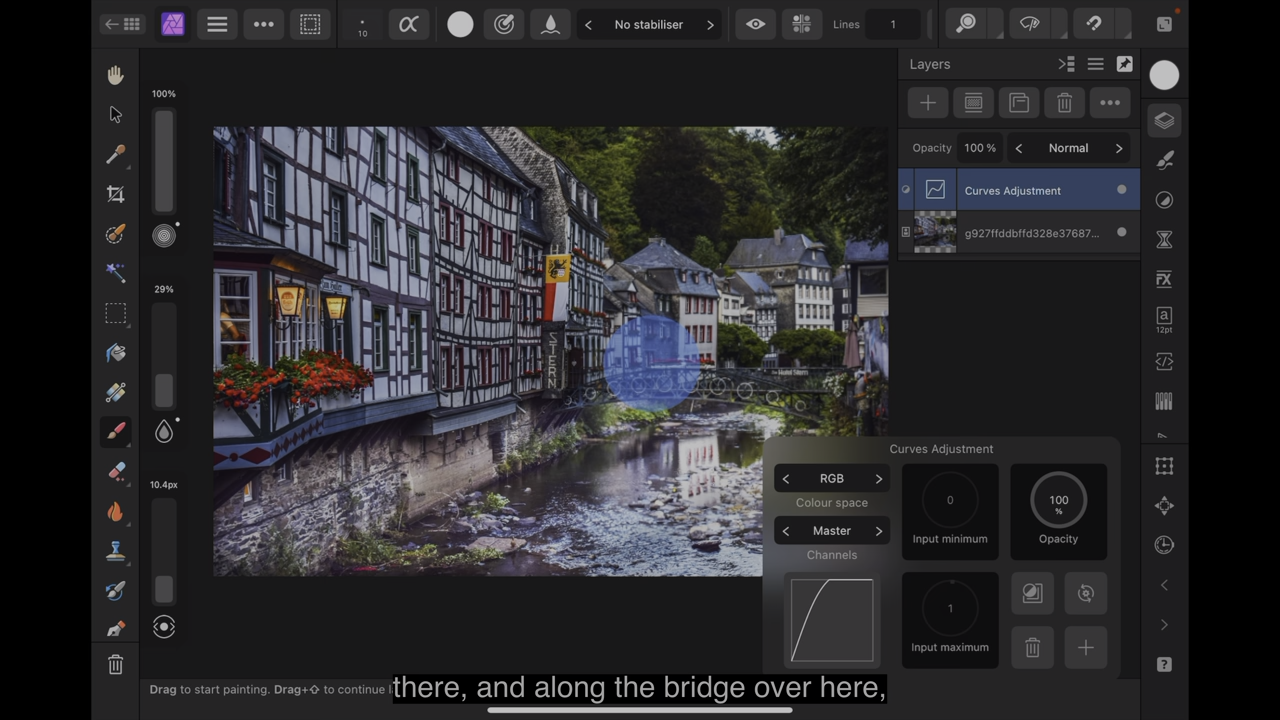 10
No stabiliser
Lines
1
Layers
100%
Opacity
100 %
Normal
Curves Adjustment
g927ffddbffd328e37687...
29%
10.4px
STERN
a
12pt
FX
Curves Adjustment
RGB
Colour space
0
Input minimum
100
%
Opacity
Master
Channels
1
Input maximum
?
Drag to start painting. Drag+⇧ to continue l
there, and along the bridge over here,